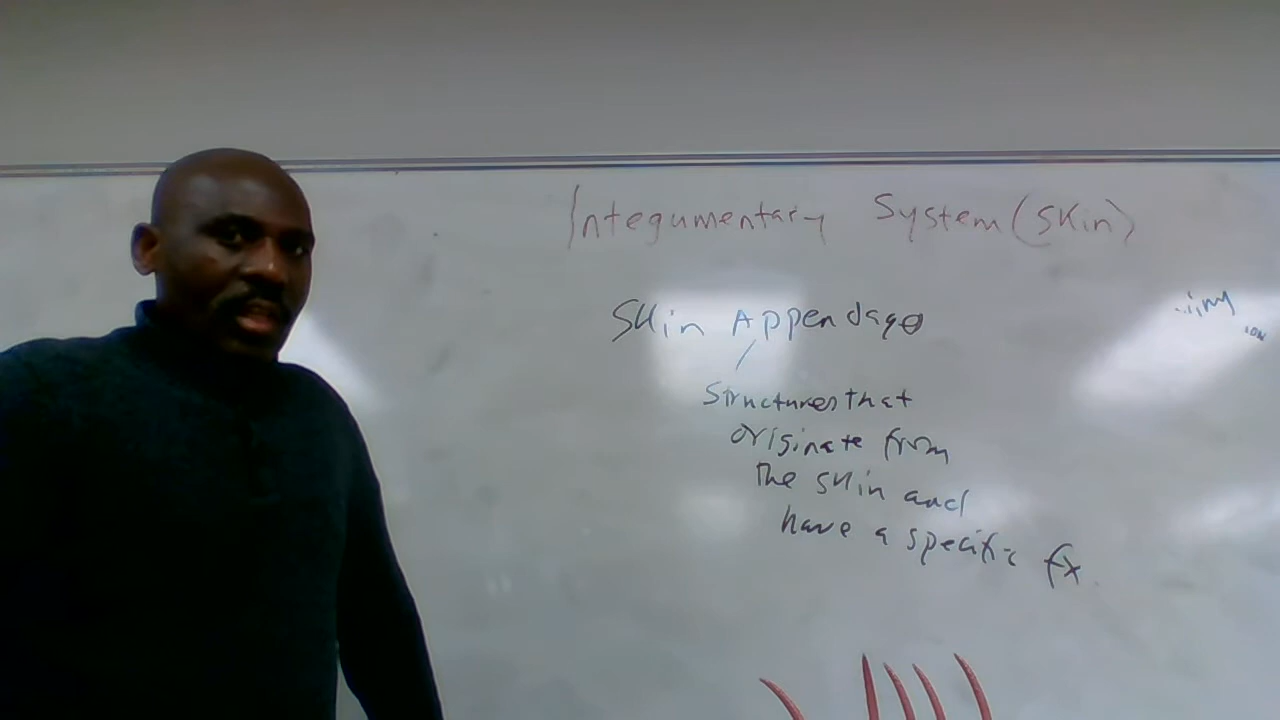 Integumentary System (Skin)
Skin Appendage
Structures that
originate from
The skin and
have a specific fx